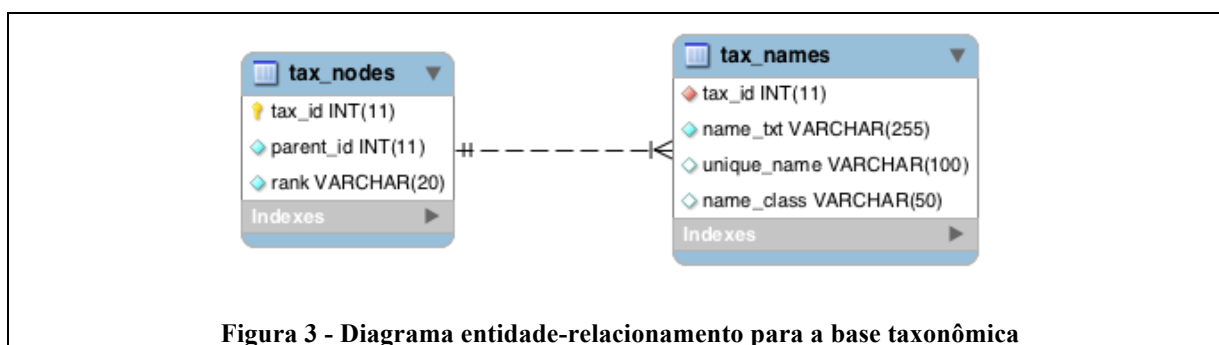 tax_nodes
tax_id INT(11)
parent_id INT(11)
rank VARCHAR(20)
Indexes
tax_names
tax_id INT(11)
name_txt VARCHAR(255)
unique_name VARCHAR(100)
name_class VARCHAR(50)
Indexes
Figura 3 - Diagrama entidade-relacionamento para a base taxonômica